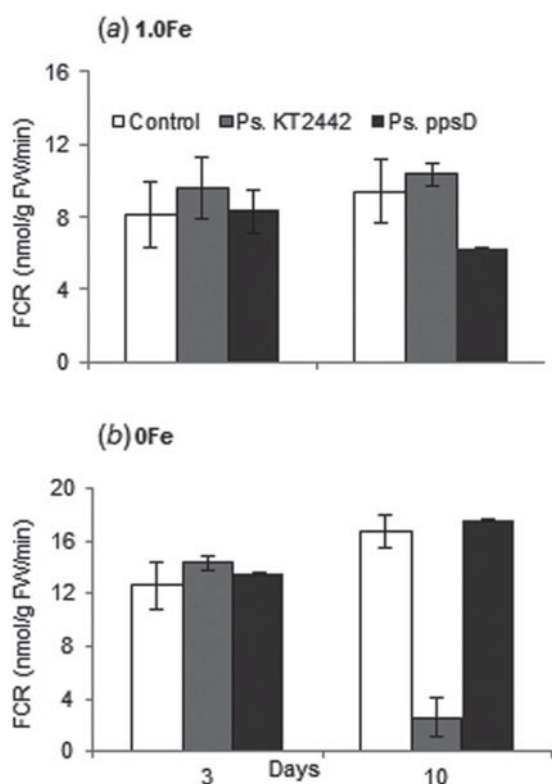 (a) 1.0Fe
16
12
8
4
0
FCR (nmol/g FW/min)
Control Ps. KT2442 Ps. ppsD
(b) 0Fe
20
16
12
8
4
0
FCR (nmol/g FW/min)
3 Days 10